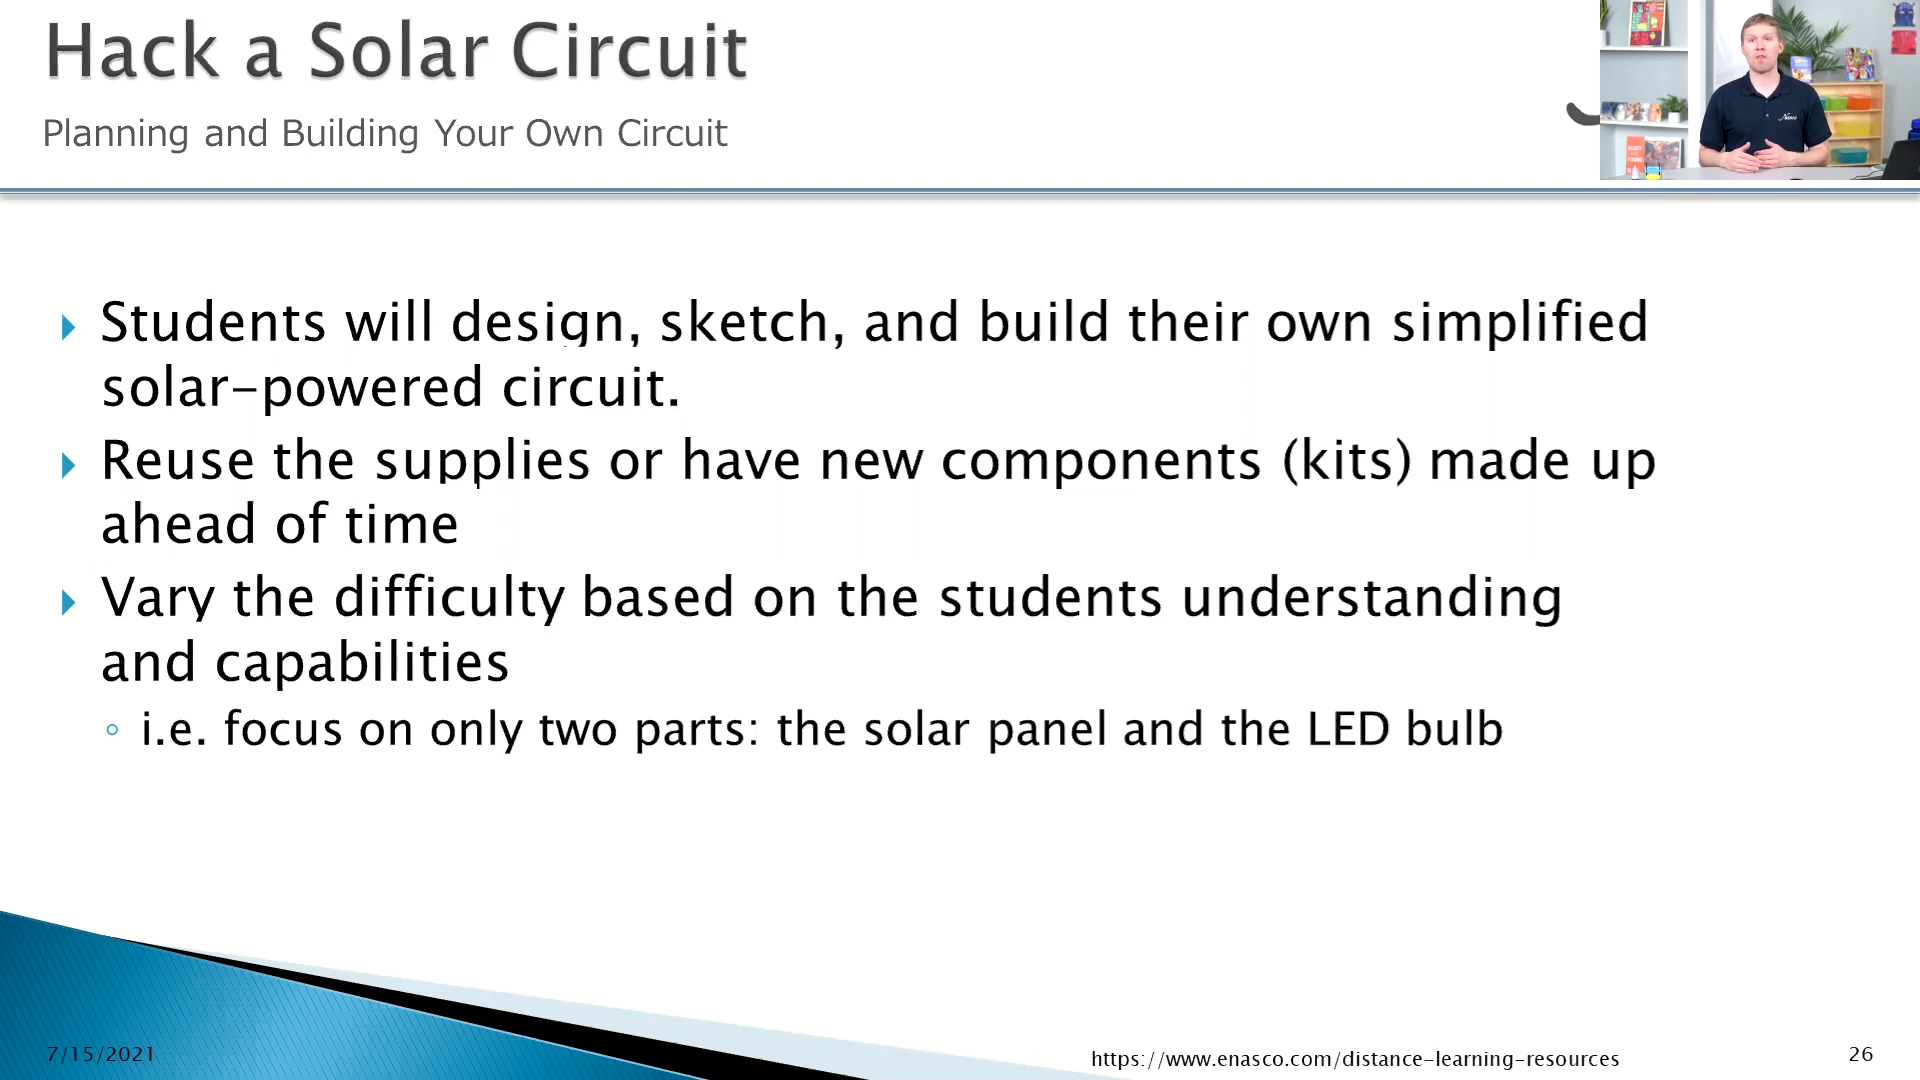 Hack a Solar Circuit
Planning and Building Your Own Circuit
Nasco
Students will design, sketch, and build their own simplified
solar-powered circuit.
Reuse the supplies or have new components (kits) made up
ahead of time
Vary the difficulty based on the students understanding
and capabilities
i.e. focus on only two parts: the solar panel and the LED bulb
7/15/2021
https://www.enasco.com/distance-learning-resources
26